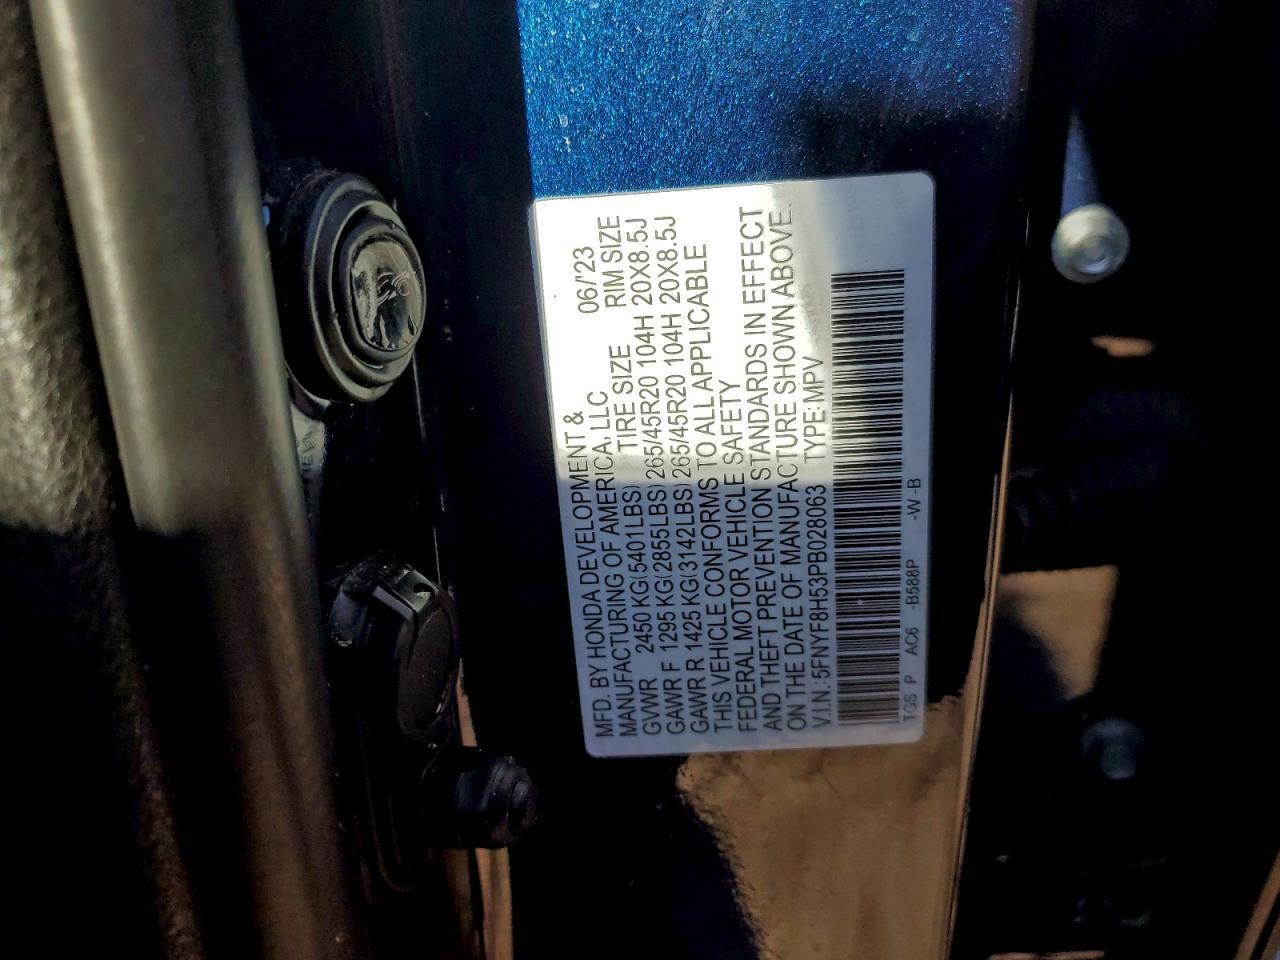 MFD. BY HONDA DEVELOPMENT &
MANUFACTURING OF AMERICA, LLC 06/'23
GVWR 2450 KG(5401LBS) TIRE SIZE RIM SIZE
GAWR F 1295 KG(2855LBS) 265/45R20 104H 20X8.5J
GAWR R 1425 KG(3142LBS) 265/45R20 104H 20X8.5J
THIS VEHICLE CONFORMS TO ALL APPLICABLE
FEDERAL MOTOR VEHICLE SAFETY
AND THEFT PREVENTION STANDARDS IN EFFECT
ON THE DATE OF MANUFACTURE SHOWN ABOVE.
V.I.N.: 5FNYF8H53PB028063 TYPE: MPV
TGS P AC6 -B588P -W -B